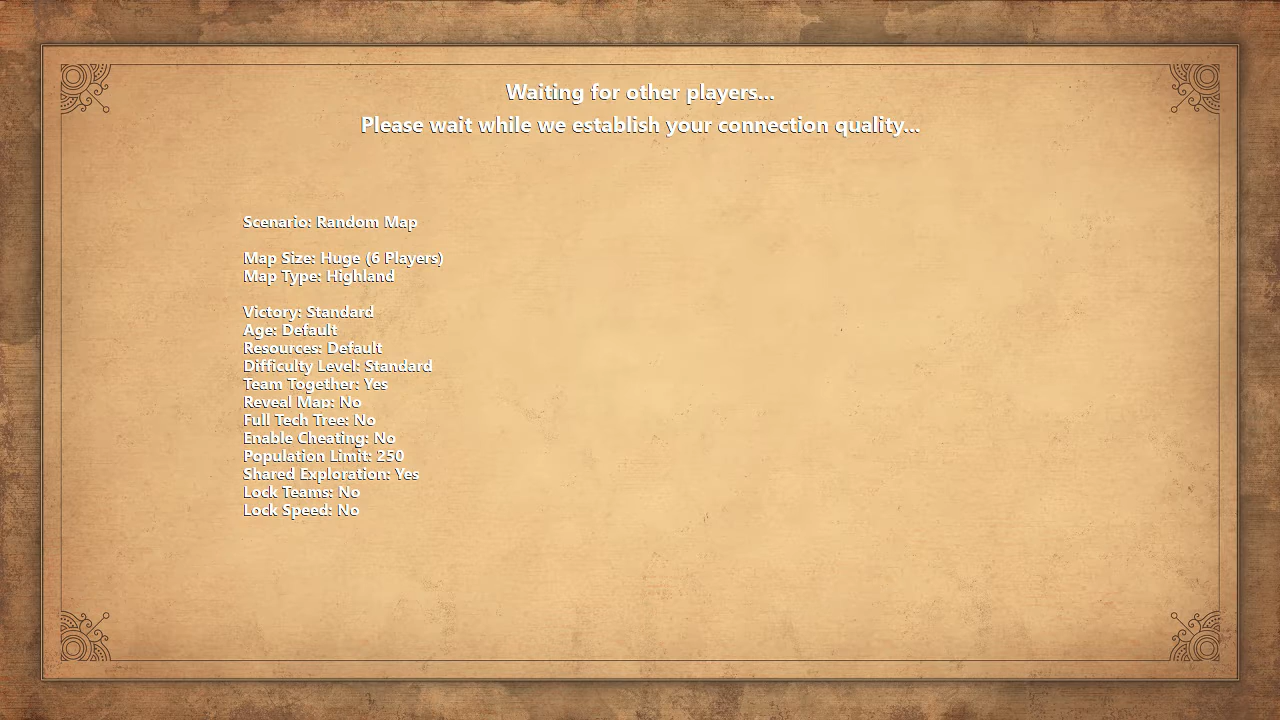 Waiting for other players...
Please wait while we establish your connection quality...
Scenario: Random Map
Map Size: Huge (6 Players)
Map Type: Highland
Victory: Standard
Age: Default
Resources: Default
Difficulty Level: Standard
Team Together: Yes
Reveal Map: No
Full Tech Tree: No
Enable Cheating: No
Population Limit: 250
Shared Exploration: Yes
Lock Teams: No
Lock Speed: No